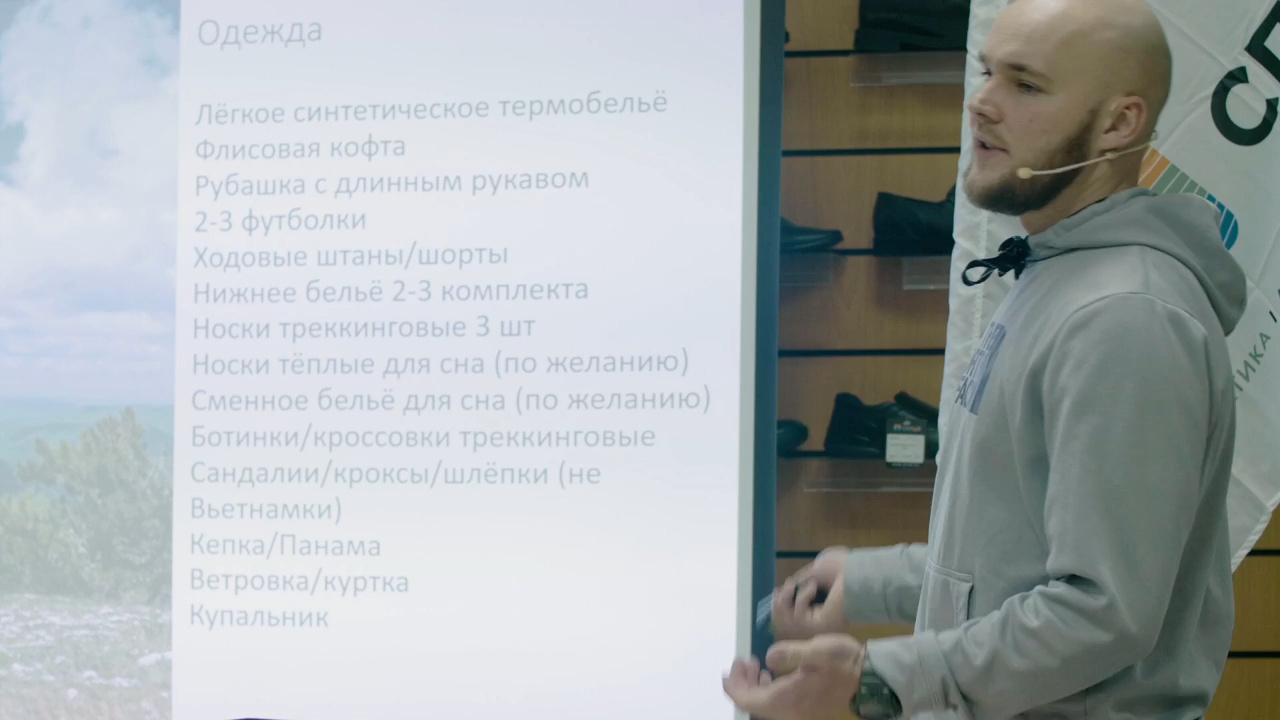 Одежда
Лёгкое синтетическое термобельё
Флисовая кофта
Рубашка с длинным рукавом
2-3 футболки
Ходовые штаны/шорты
Нижнее бельё 2-3 комплекта
Носки треккинговые 3 шт
Носки тёплые для сна (по желанию)
Сменное бельё для сна (по желанию)
Ботинки/кроссовки треккинговые
Сандалии/кроксы/шлёпки (не
Вьетнамки)
Кепка/Панама
Ветровка/куртка
Купальник